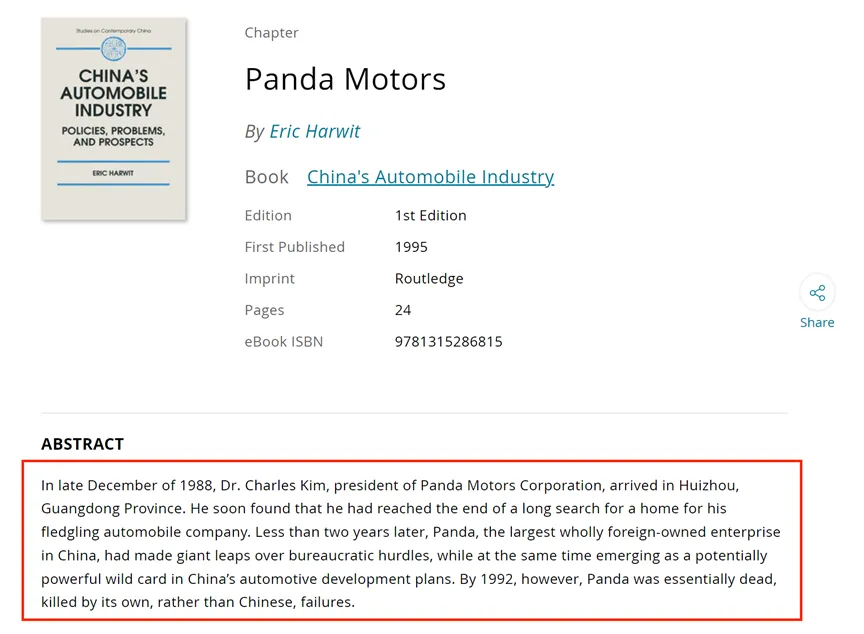 Studies on Contemporary China
CHINA'S
AUTOMOBILE
INDUSTRY
POLICIES, PROBLEMS,
AND PROSPECTS
ERIC HARWIT
Chapter
Panda Motors
By Eric Harwit
Book China's Automobile Industry
Edition 1st Edition
First Published 1995
Imprint Routledge
Pages 24
eBook ISBN 9781315286815
Share
ABSTRACT
In late December of 1988, Dr. Charles Kim, president of Panda Motors Corporation, arrived in Huizhou,
Guangdong Province. He soon found that he had reached the end of a long search for a home for his
fledgling automobile company. Less than two years later, Panda, the largest wholly foreign-owned enterprise
in China, had made giant leaps over bureaucratic hurdles, while at the same time emerging as a potentially
powerful wild card in China’s automotive development plans. By 1992, however, Panda was essentially dead,
killed by its own, rather than Chinese, failures.